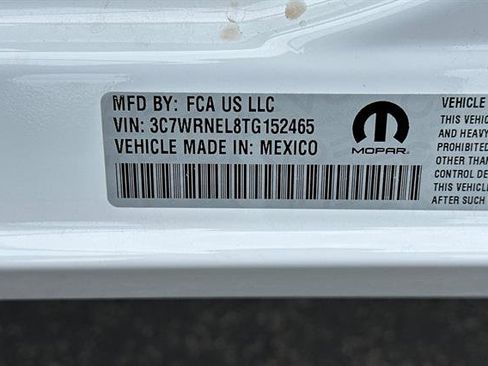 MFD BY: FCA US LLC
VIN: 3C7WRNEL8TG152465
VEHICLE MADE IN: MEXICO
MOPAR
VEHICLE
THIS VEHIC
AND HEAVY
PROHIBITED
OTHER THAN
CONTROL DE
THIS VEHICLE
AFTER SUCH